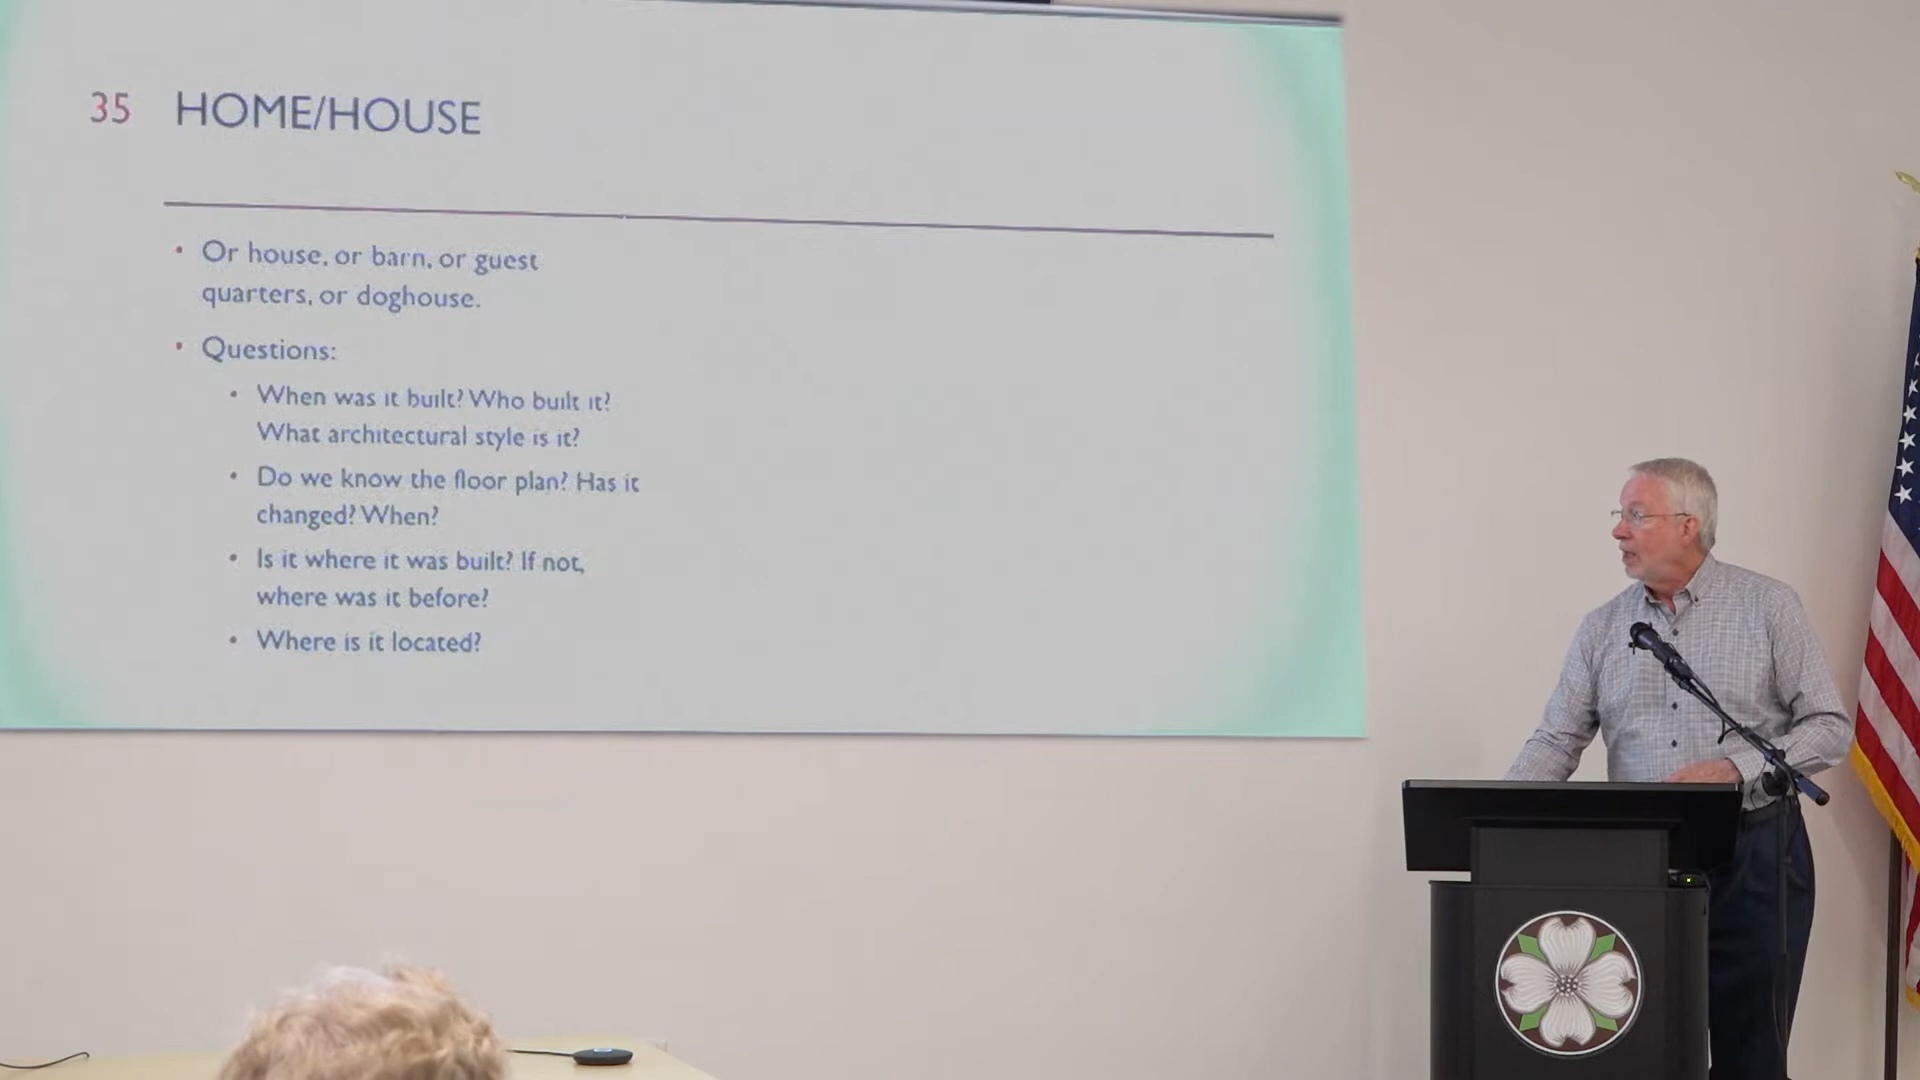 35 HOME/HOUSE
• Or house, or barn, or guest
quarters, or doghouse.
• Questions:
• When was it built? Who built it?
What architectural style is it?
• Do we know the floor plan? Has it
changed? When?
• Is it where it was built? If not,
where was it before?
• Where is it located?